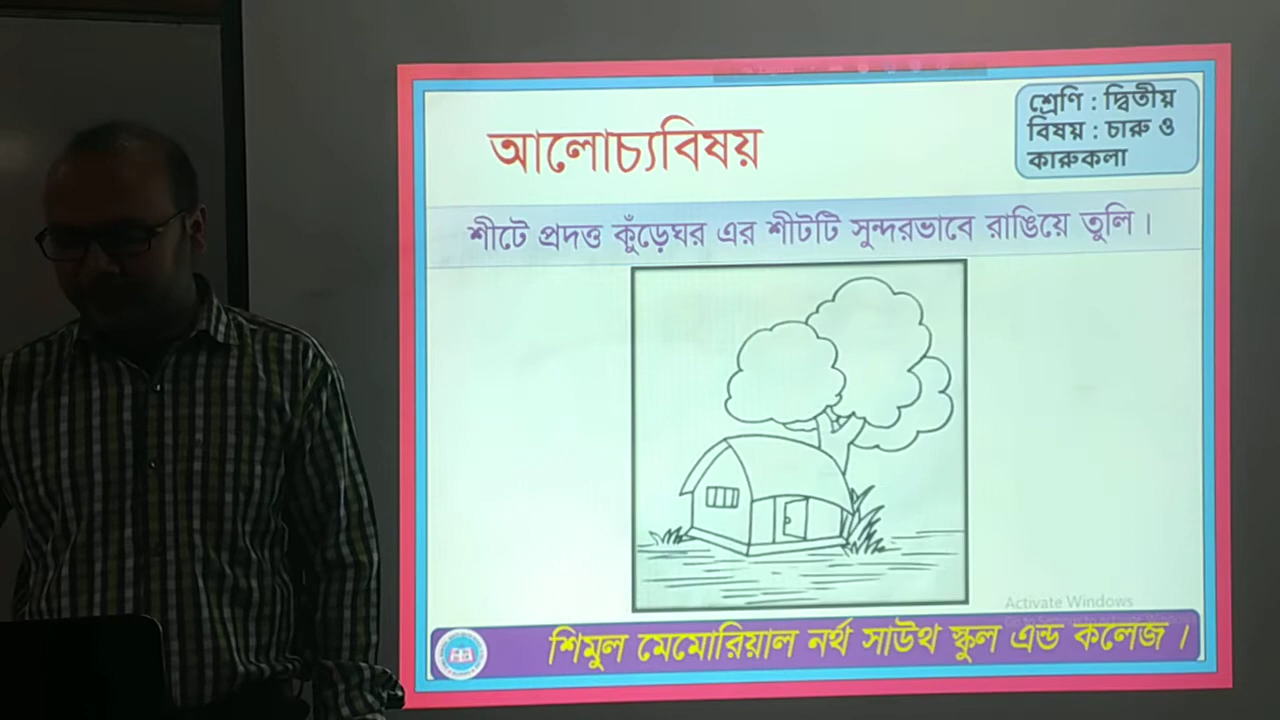 শ্রেণি : দ্বিতীয়
বিষয় : চারু ও
কারুকলা
আলোচ্যবিষয়
শীটে প্রদত্ত কুঁড়েঘর এর শীটটি সুন্দরভাবে রাঙিয়ে তুলি।
Activate Windows
শিমুল মেমোরিয়াল নর্থ সাউথ স্কুল এন্ড কলেজ।